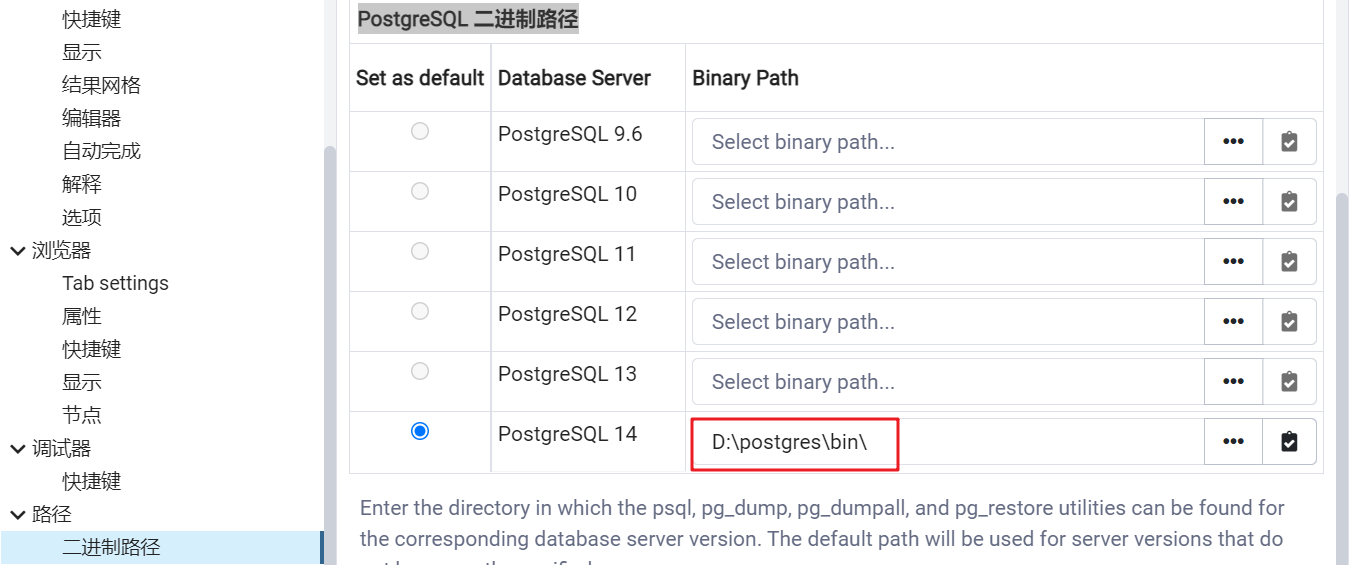 快捷键
显示
结果网格
编辑器
自动完成
解释
选项
浏览器
Tab settings
属性
快捷键
显示
节点
调试器
快捷键
路径
二进制路径
PostgreSQL 二进制路径
Set as default Database Server Binary Path
PostgreSQL 9.6 Select binary path...
PostgreSQL 10 Select binary path...
PostgreSQL 11 Select binary path...
PostgreSQL 12 Select binary path...
PostgreSQL 13 Select binary path...
PostgreSQL 14 D:\postgres\bin\
Enter the directory in which the psql, pg_dump, pg_dumpall, and pg_restore utilities can be found for
the corresponding database server version. The default path will be used for server versions that do